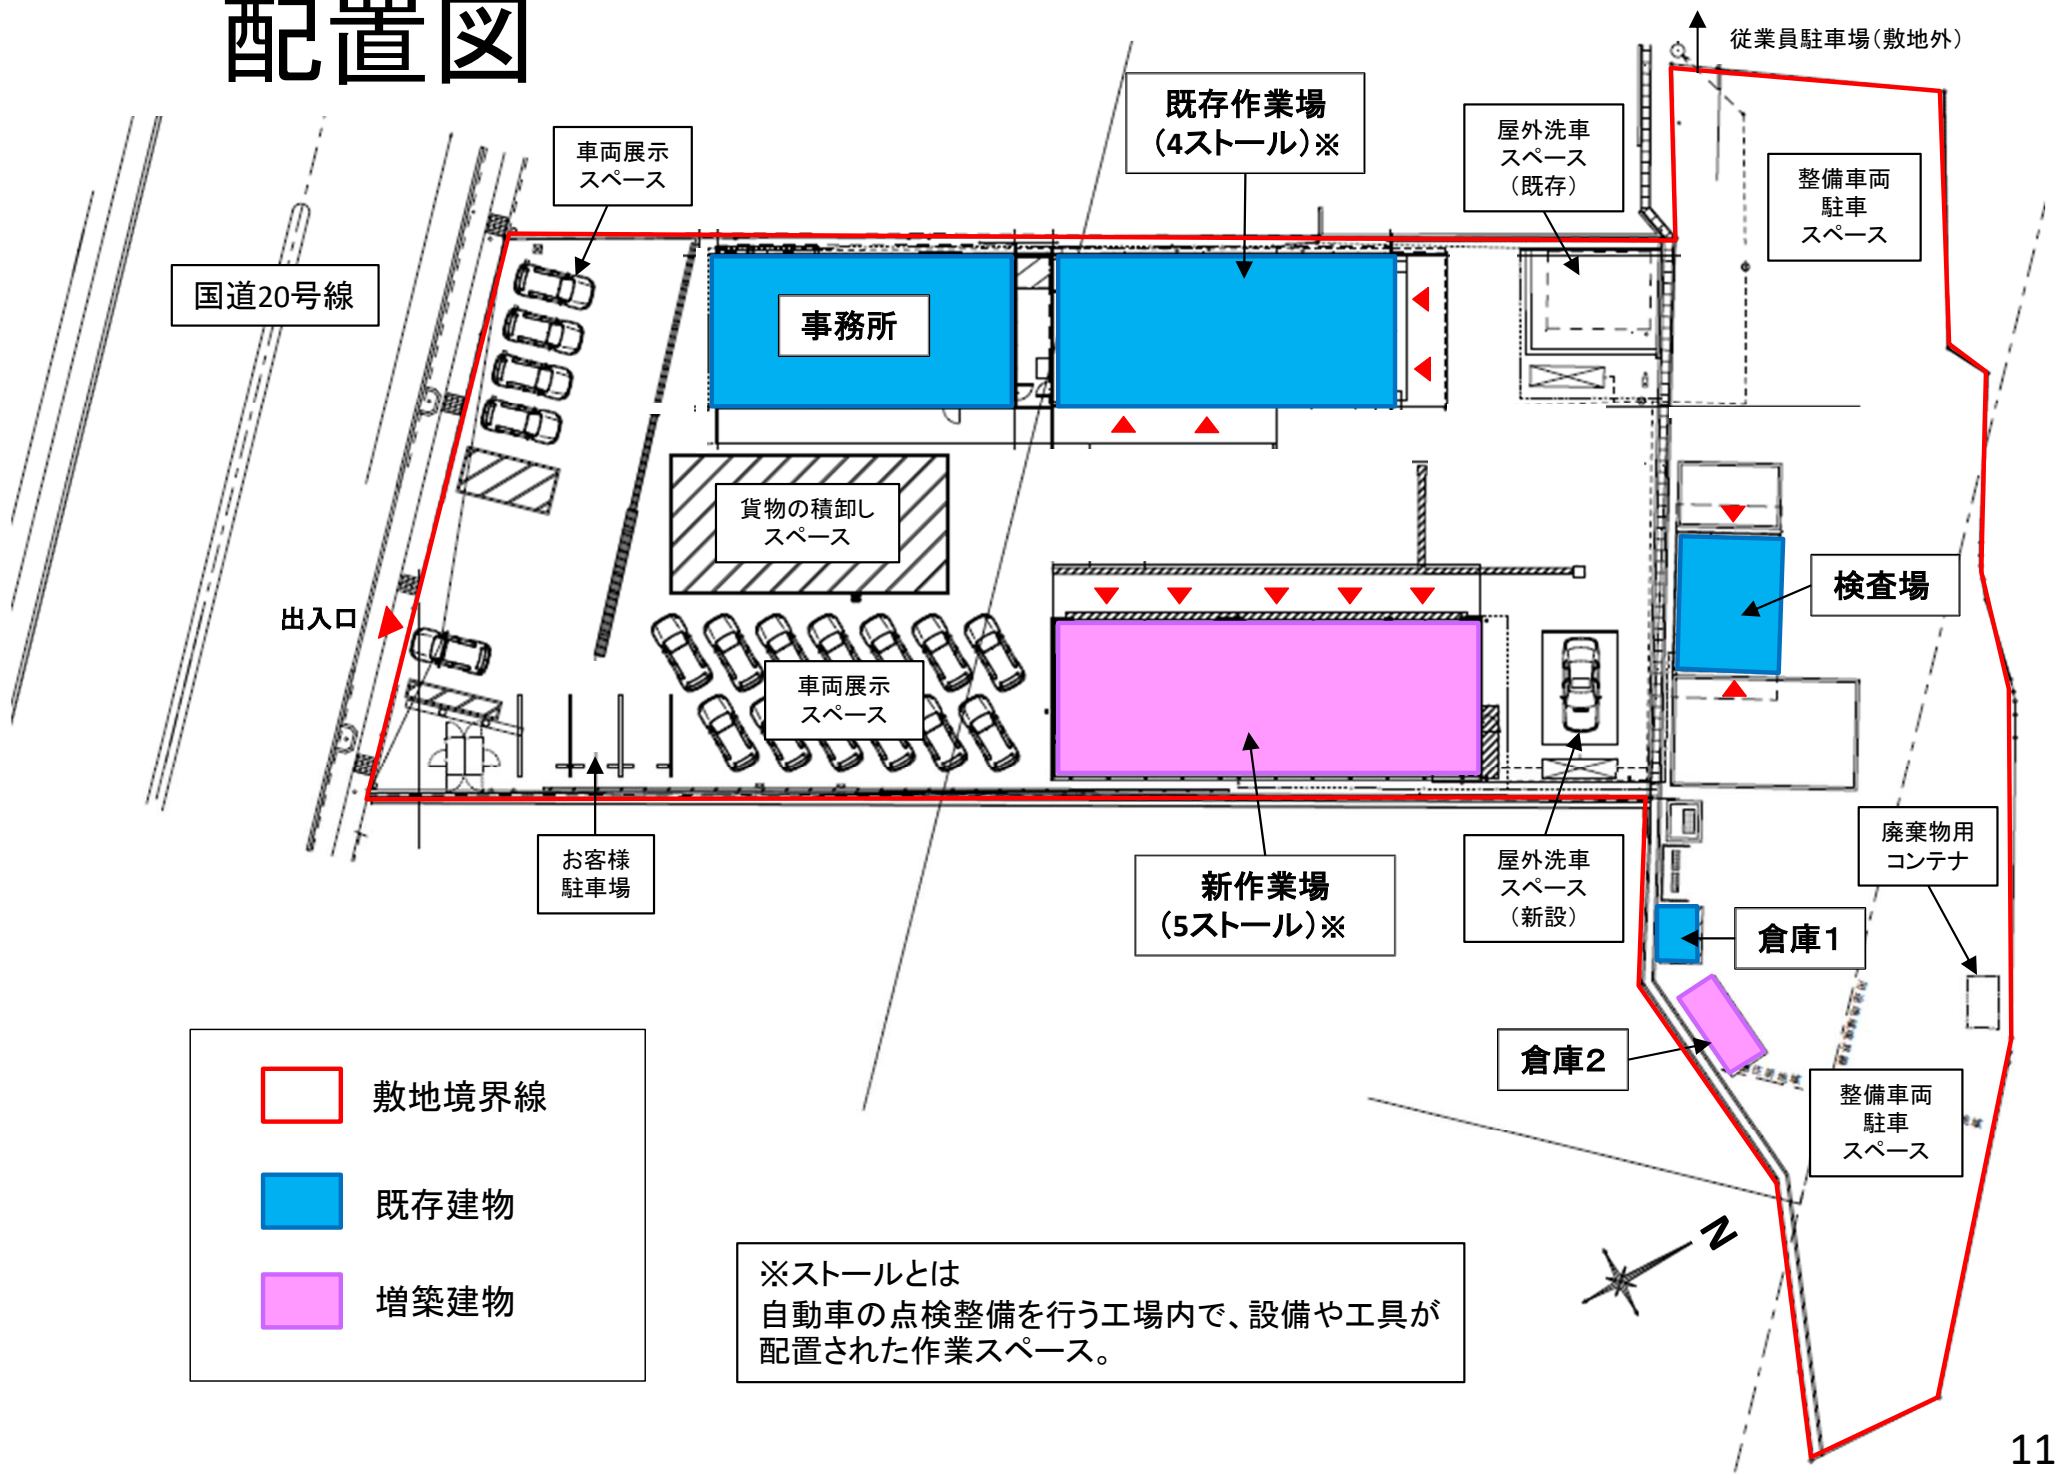 配置図
従業員駐車場(敷地外)
既存作業場
(4ストール)※
車両展示
スペース
屋外洗車
スペース
(既存)
整備車両
駐車
スペース
国道20号線
事務所
貨物の積卸し
スペース
検査場
出入口
車両展示
スペース
お客様
駐車場
新作業場
(5ストール)※
屋外洗車
スペース
(新設)
廃棄物用
コンテナ
倉庫1
倉庫2
整備車両
駐車
スペース
敷地境界線
既存建物
増築建物
※ストールとは
自動車の点検整備を行う工場内で、設備や工具が
配置された作業スペース。
N
11